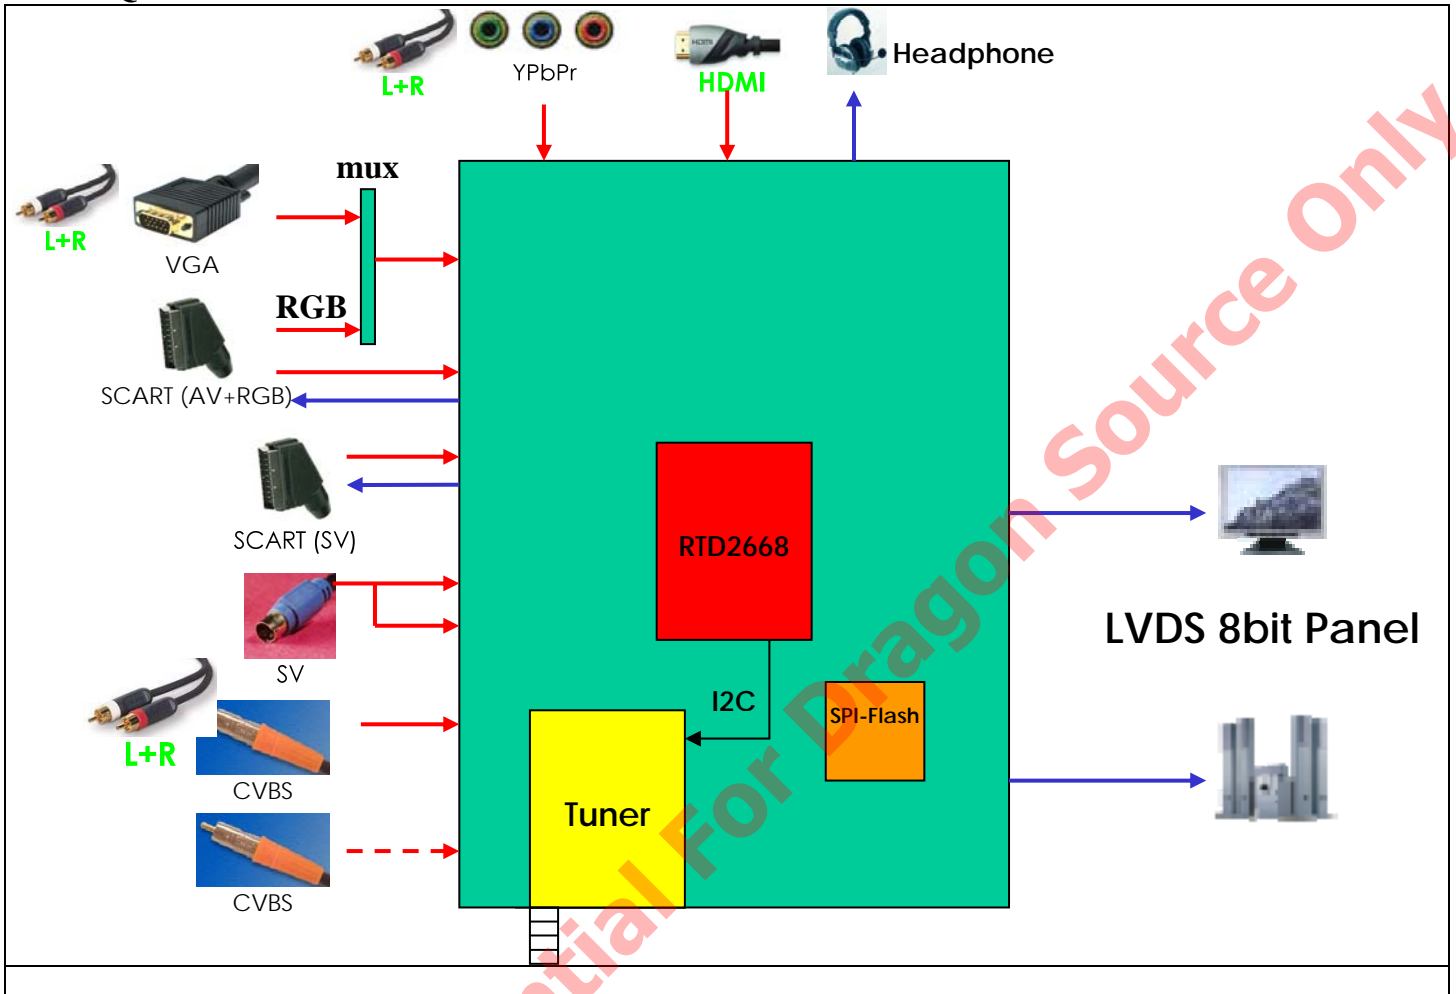 L+R
YPbPr
HDMI
Headphone
mux
L+R
VGA
RGB
SCART (AV+RGB)
SCART (SV)
SV
L+R
CVBS
CVBS
RTD2668
I2C
SPI-Flash
Tuner
LVDS 8bit Panel
tial For Dragon Source Only